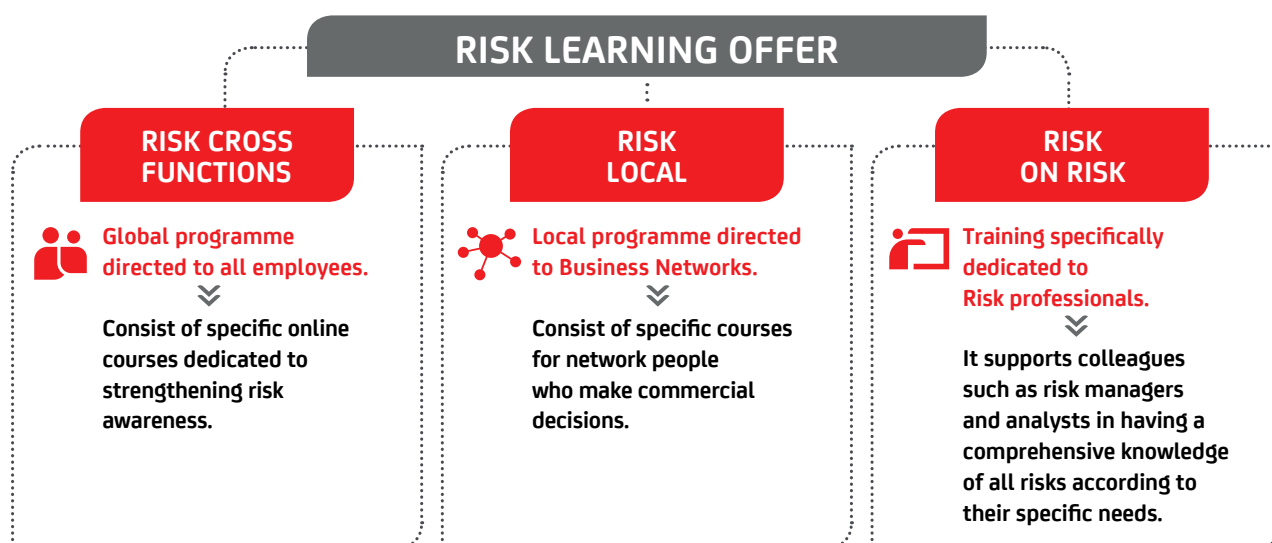 RISK LEARNING OFFER
RISK CROSS
FUNCTIONS
Global programme
directed to all employees.
Consist of specific online
courses dedicated to
strengthening risk
awareness.
RISK
LOCAL
Local programme directed
to Business Networks.
Consist of specific courses
for network people
who make commercial
decisions.
RISK
ON RISK
Training specifically
dedicated to
Risk professionals.
It supports colleagues
such as risk managers
and analysts in having a
comprehensive knowledge
of all risks according to
their specific needs.